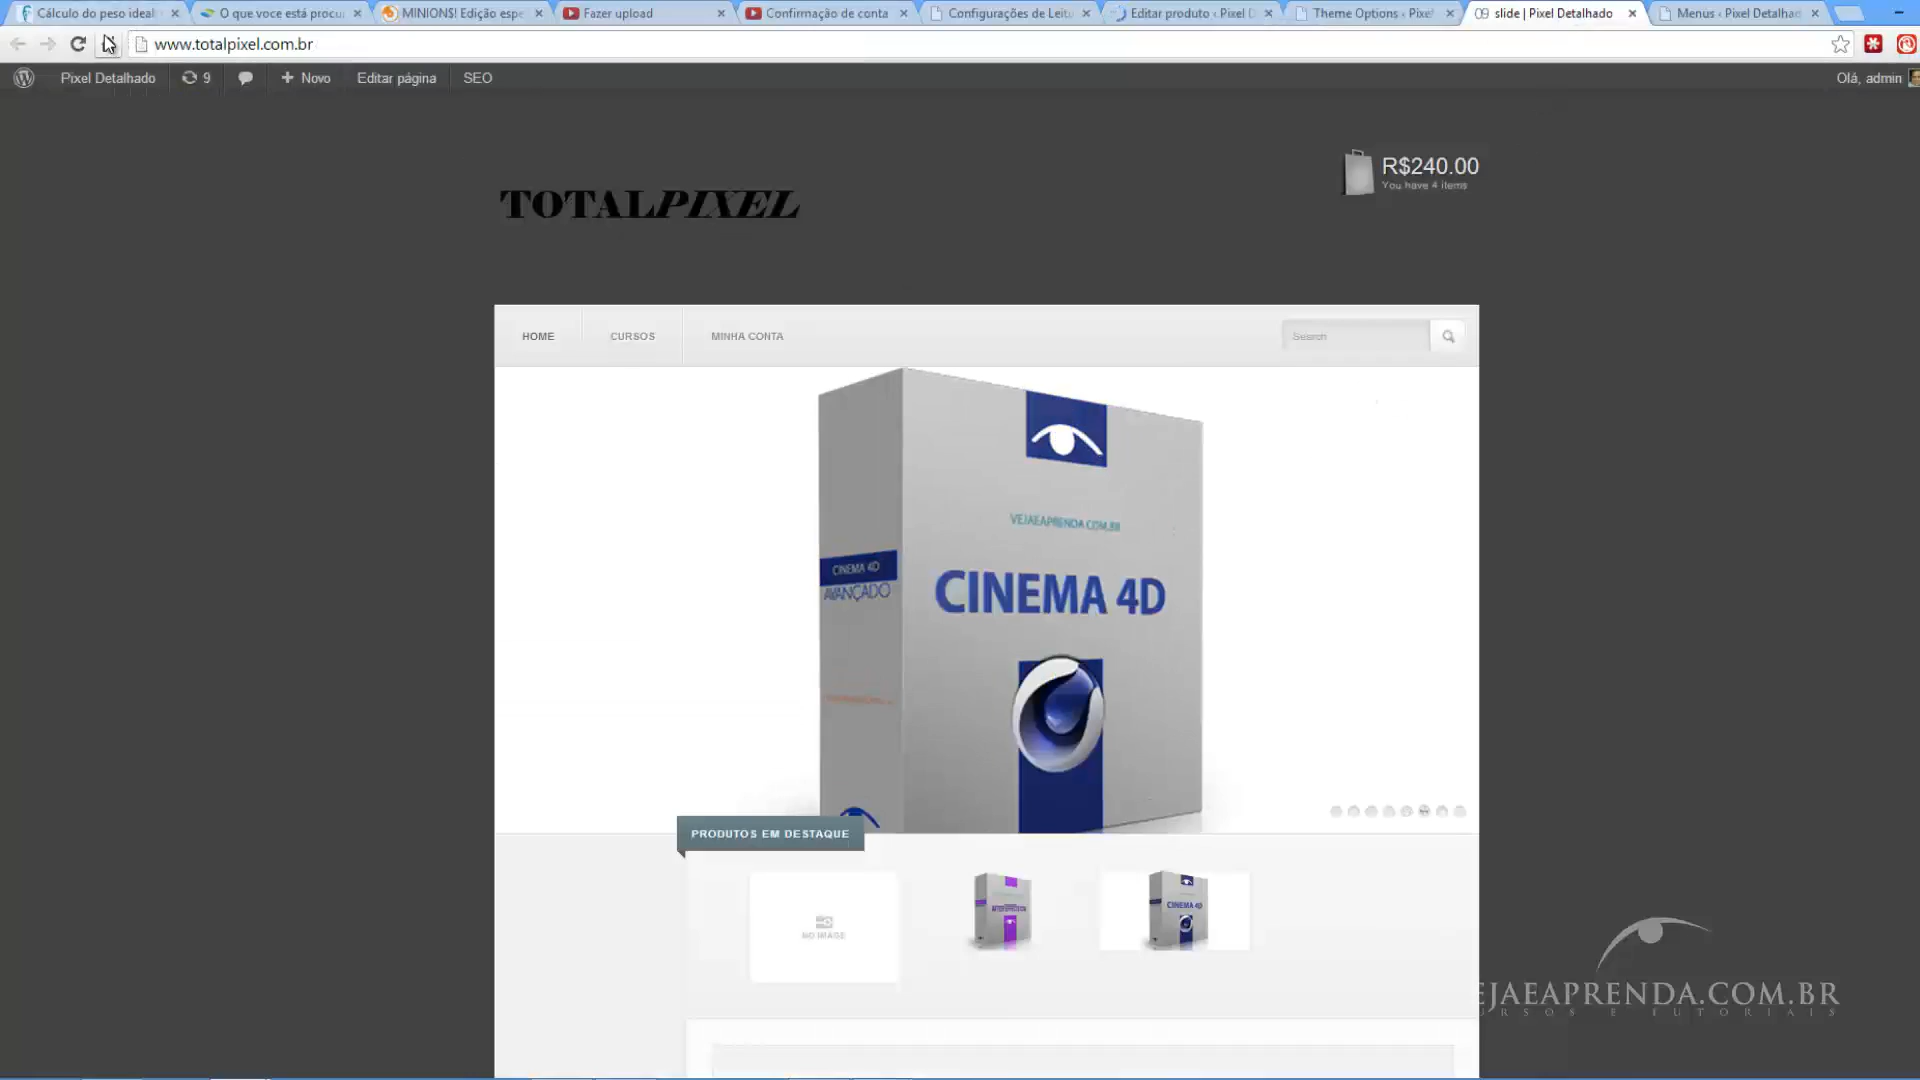 Cálculo do peso ideal
O que voce está procu
MINIONS! Edição espe
Fazer upload
Confirmação de conta
Configurações de Leitu
Editar produto ‹ Pixel D
Theme Options ‹ Pixel
slide | Pixel Detalhado
Menus ‹ Pixel Detalhad
www.totalpixel.com.br
Pixel Detalhado
9
Novo
Editar página
SEO
Olá, admin
R$240.00
You have 4 items
TOTALPIXEL
HOME
CURSOS
MINHA CONTA
Search
VEJAEAPRENDA.COM.BR
CINEMA 4D
AVANÇADO
CINEMA 4D
PRODUTOS EM DESTAQUE
NO IMAGE
CINEMA 4D
EJAEAPRENDA.COM.BR
URSOS E TUTORIAIS